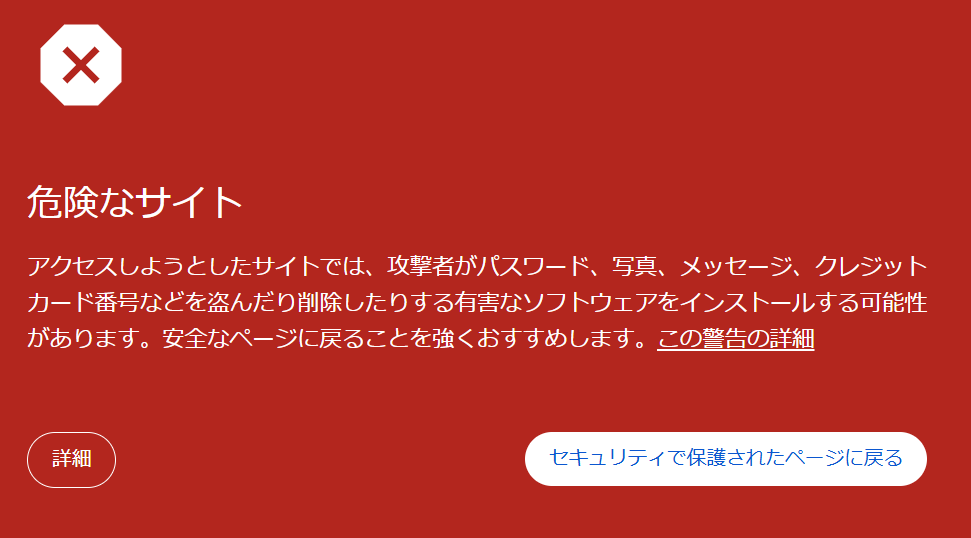 危険なサイト
アクセスしようとしたサイトでは、攻撃者がパスワード、写真、メッセージ、クレジット
カード番号などを盗んだり削除したりする有害なソフトウェアをインストールする可能性
があります。安全なページに戻ることを強くおすすめします。この警告の詳細
詳細
セキュリティで保護されたページに戻る